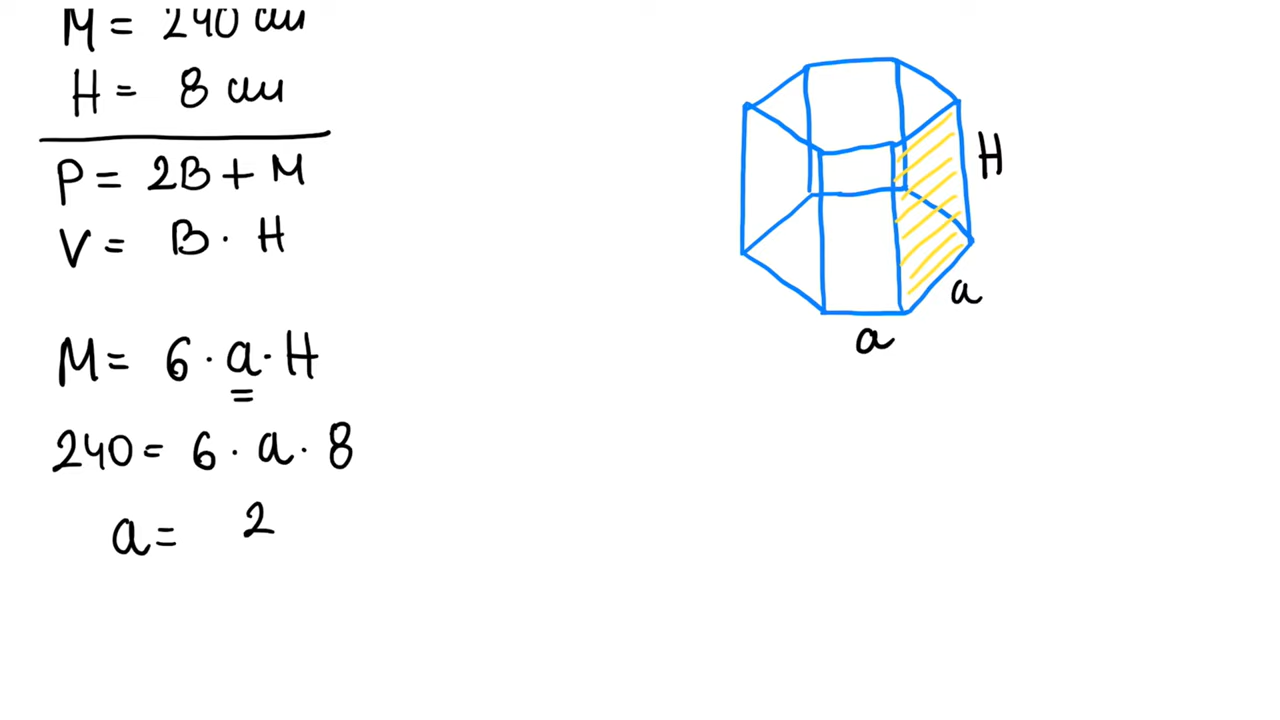 M = 240 cm
H = 8 cm
P = 2B + M
V = B · H
M = 6 · a · H
240 = 6 · a · 8
a = 2
H
a
a